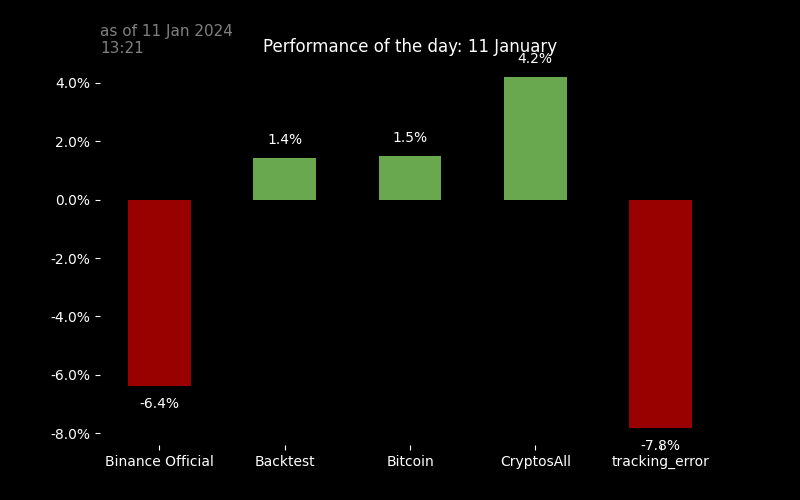 as of 11 Jan 2024
13:21
Performance of the day: 11 January
4.2%
4.0%
2.0%
1.4%
1.5%
0.0%
-2.0%
-4.0%
-6.0%
-6.4%
-8.0%
-7.8%
Binance Official
Backtest
Bitcoin
CryptosAll
tracking_error